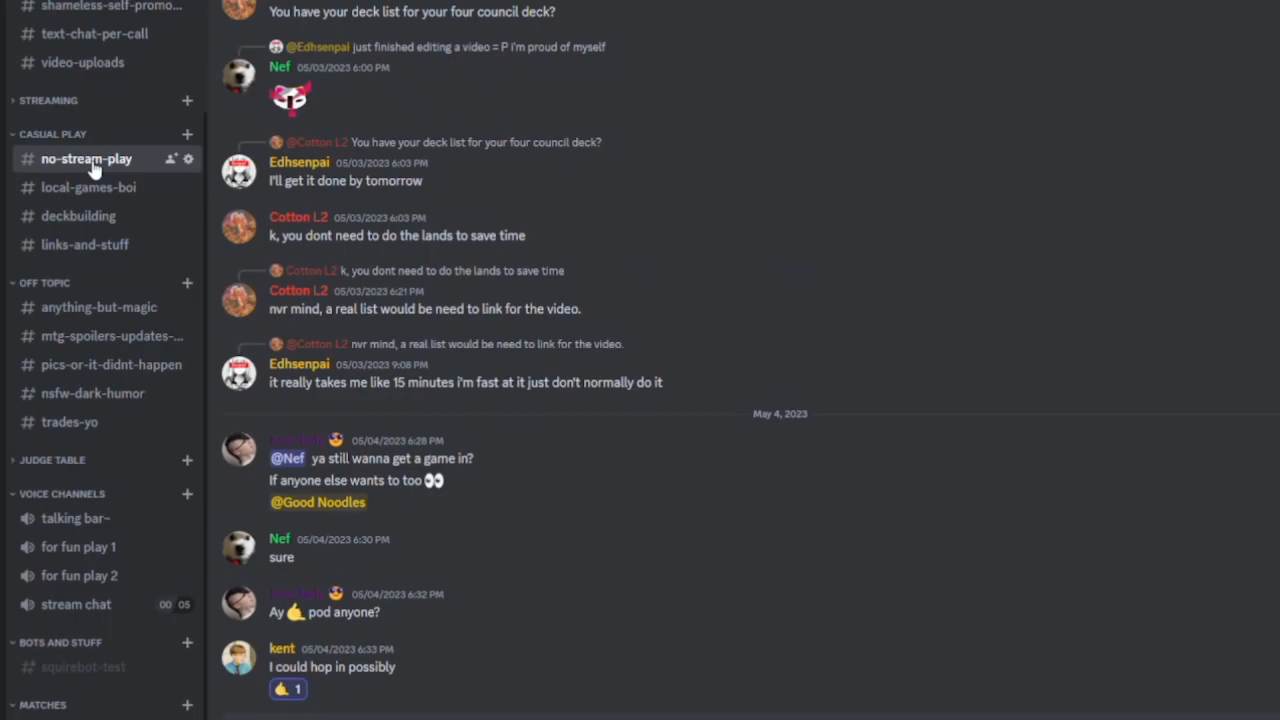 shameless-self-promo...
text-chat-per-call
video-uploads
STREAMING
CASUAL PLAY
no-stream-play
local-games-boi
deckbuilding
links-and-stuff
OFF TOPIC
anything-but-magic
mtg-spoilers-updates-...
pics-or-it-didnt-happen
nsfw-dark-humor
trades-yo
JUDGE TABLE
VOICE CHANNELS
talking bar~
for fun play 1
for fun play 2
stream chat 00 05
BOTS AND STUFF
squirebot-test
MATCHES
You have your deck list for your four council deck?
@Edhsenpai just finished editing a video = P i'm proud of myself
Nef 05/03/2023 6:00 PM
@Cotton L2 You have your deck list for your four council deck?
Edhsenpai 05/03/2023 6:03 PM
I'll get it done by tomorrow
Cotton L2 05/03/2023 6:03 PM
k, you dont need to do the lands to save time
Cotton L2 k, you dont need to do the lands to save time
Cotton L2 05/03/2023 6:21 PM
nvr mind, a real list would be need to link for the video.
@Cotton L2 nvr mind, a real list would be need to link for the video.
Edhsenpai 05/03/2023 9:08 PM
it really takes me like 15 minutes i'm fast at it just don't normally do it
May 4, 2023
05/04/2023 6:28 PM
@Nef ya still wanna get a game in?
If anyone else wants to too 👀
@Good Noodles
Nef 05/04/2023 6:30 PM
sure
05/04/2023 6:32 PM
Ay 🤙 pod anyone?
kent 05/04/2023 6:33 PM
I could hop in possibly
🤙 1